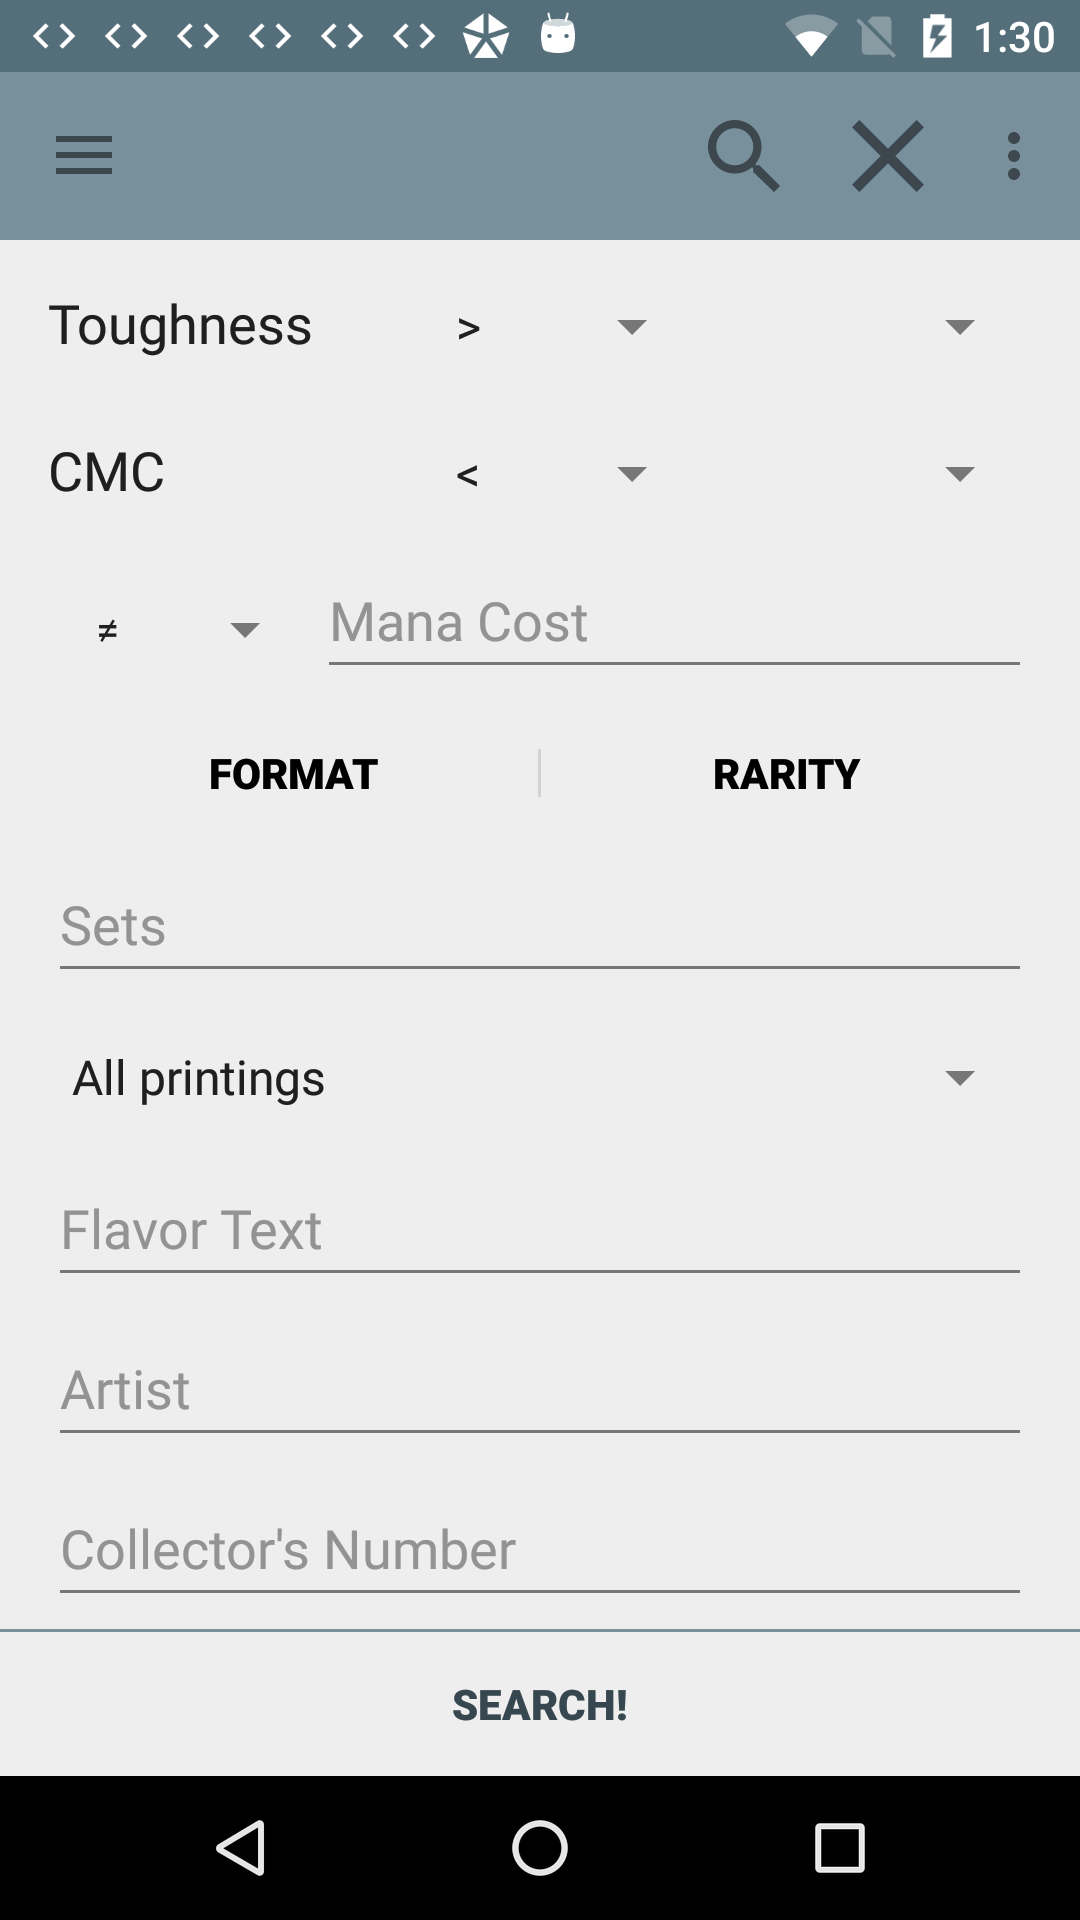 1:30
Toughness >
CMC <
≠ Mana Cost
FORMAT RARITY
Sets
All printings
Flavor Text
Artist
Collector's Number
SEARCH!